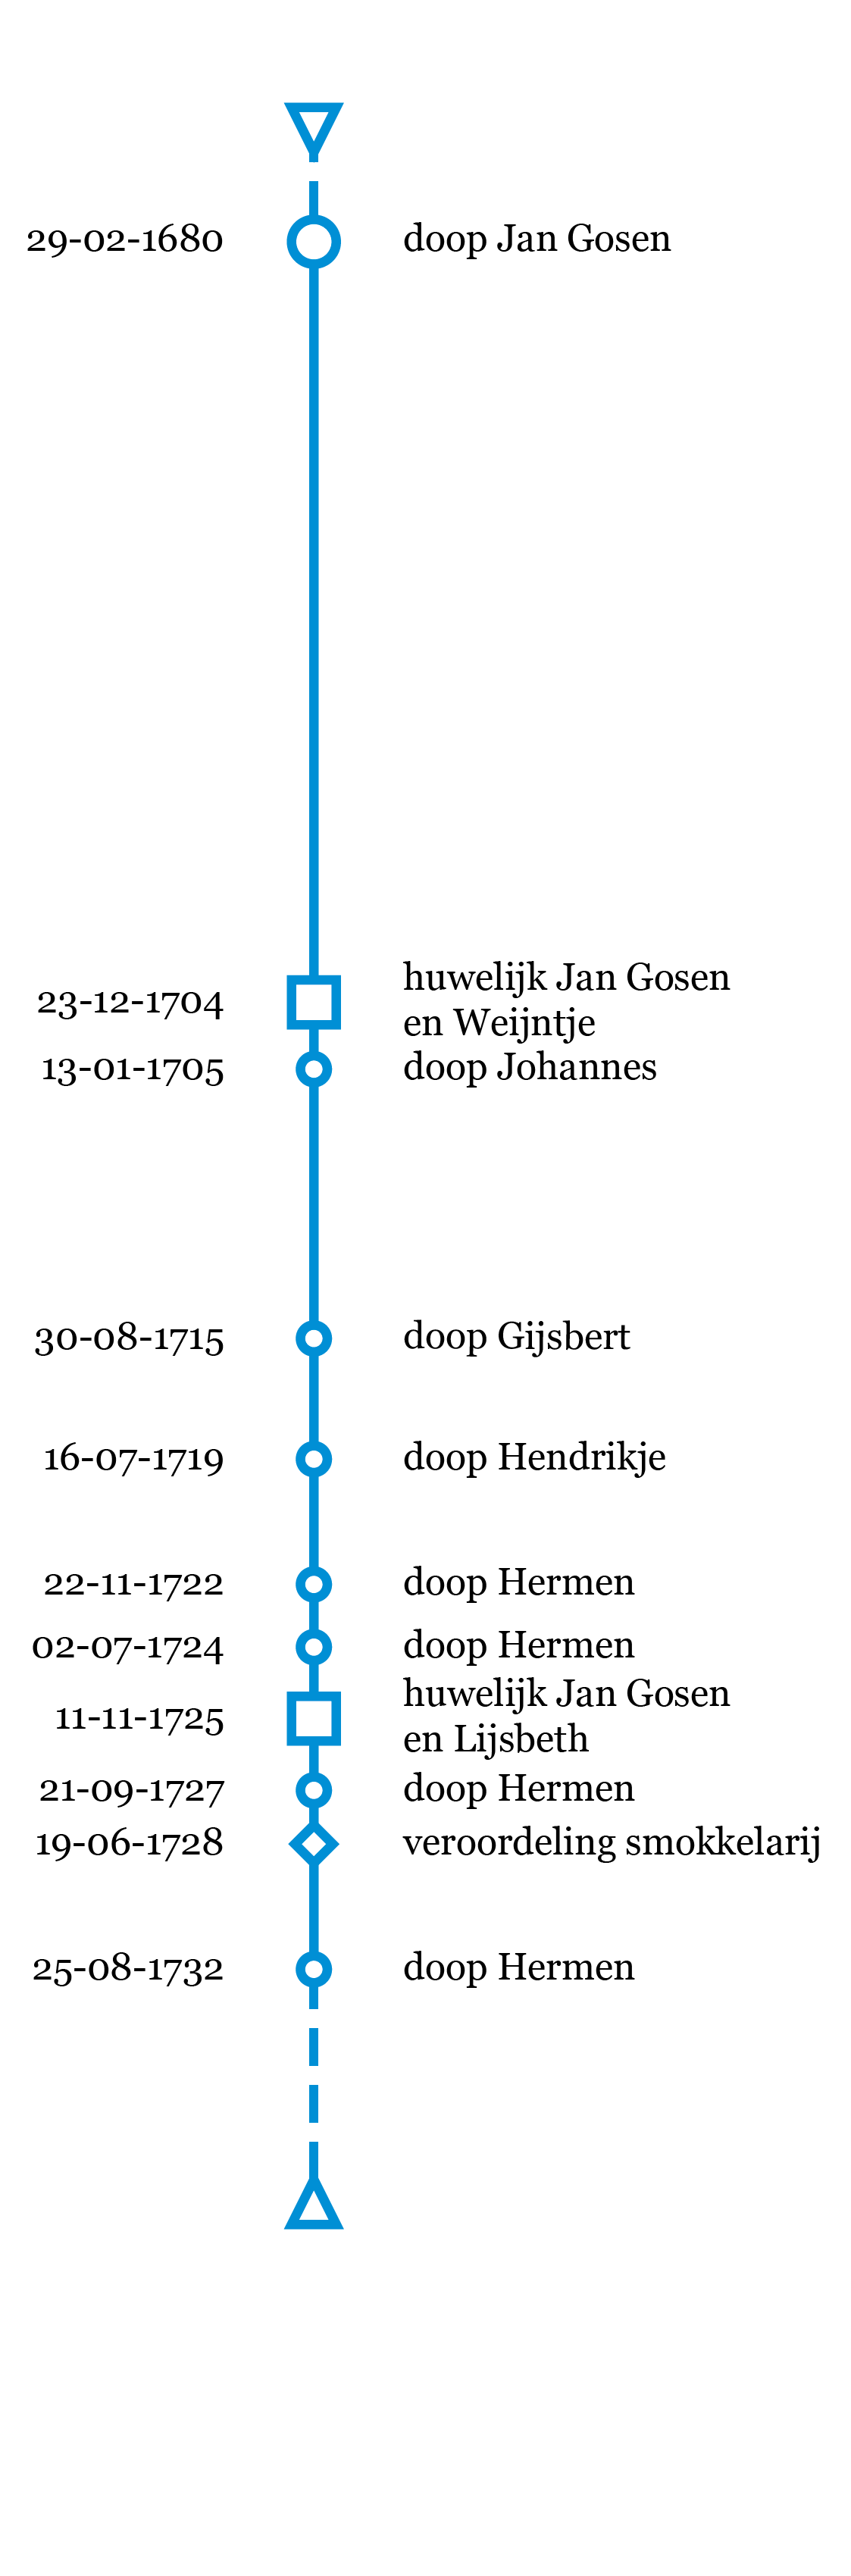 29-02-1680 doop Jan Gosen
23-12-1704 huwelijk Jan Gosen
en Weijntje
13-01-1705 doop Johannes
30-08-1715 doop Gijsbert
16-07-1719 doop Hendrikje
22-11-1722 doop Hermen
02-07-1724 doop Hermen
11-11-1725 huwelijk Jan Gosen
en Lijsbeth
21-09-1727 doop Hermen
19-06-1728 veroordeling smokkelarij
25-08-1732 doop Hermen